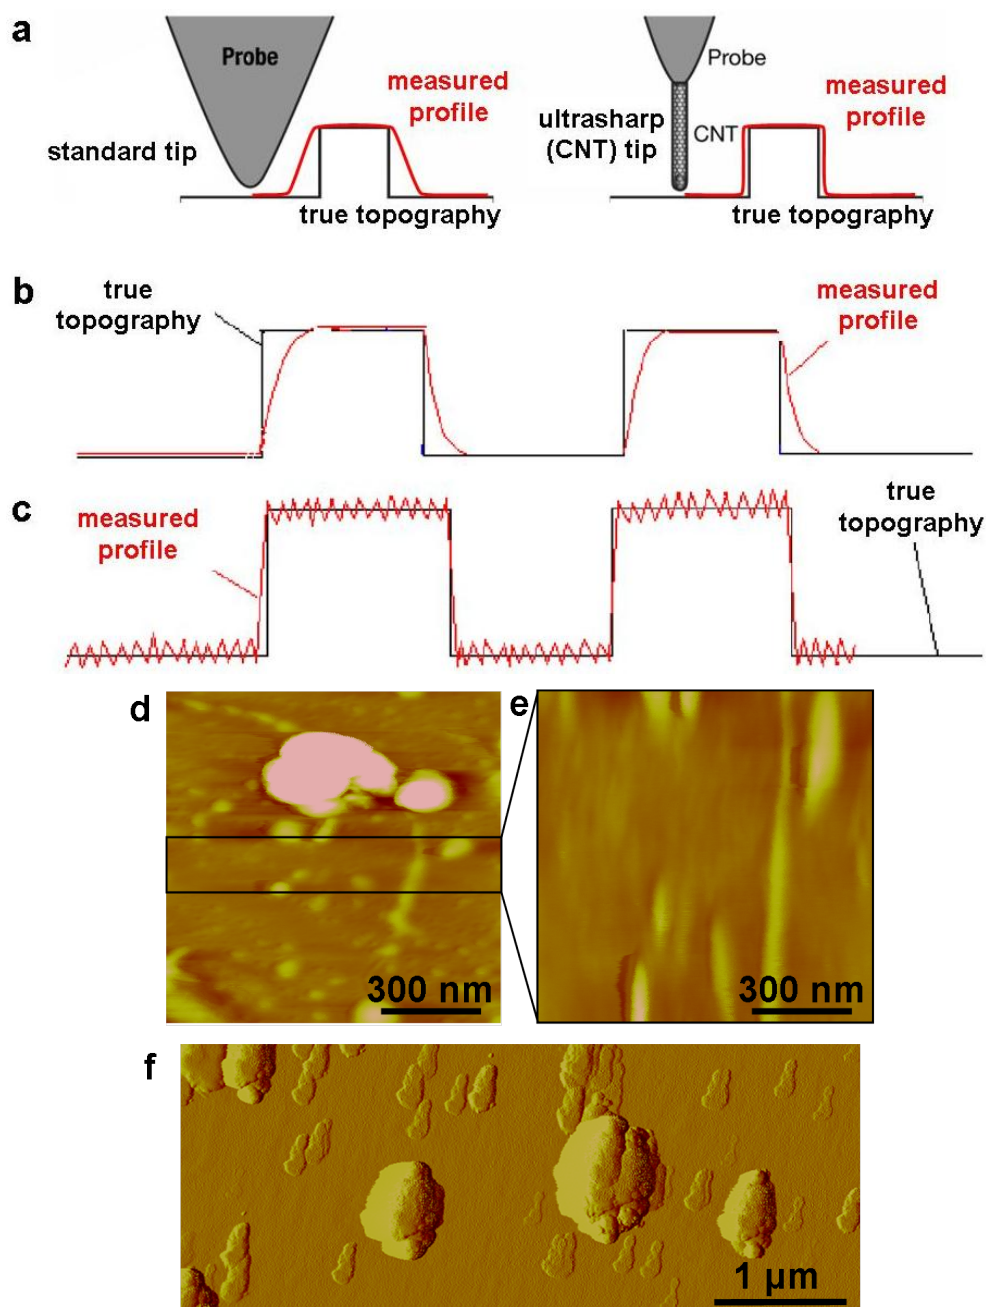 a
Probe
measured
profile
standard tip
true topography
Probe
ultrasharp
(CNT) tip
CNT
measured
profile
true topography
b
true
topography
measured
profile
c
measured
profile
true
topography
d
300 nm
e
300 nm
f
1 µm